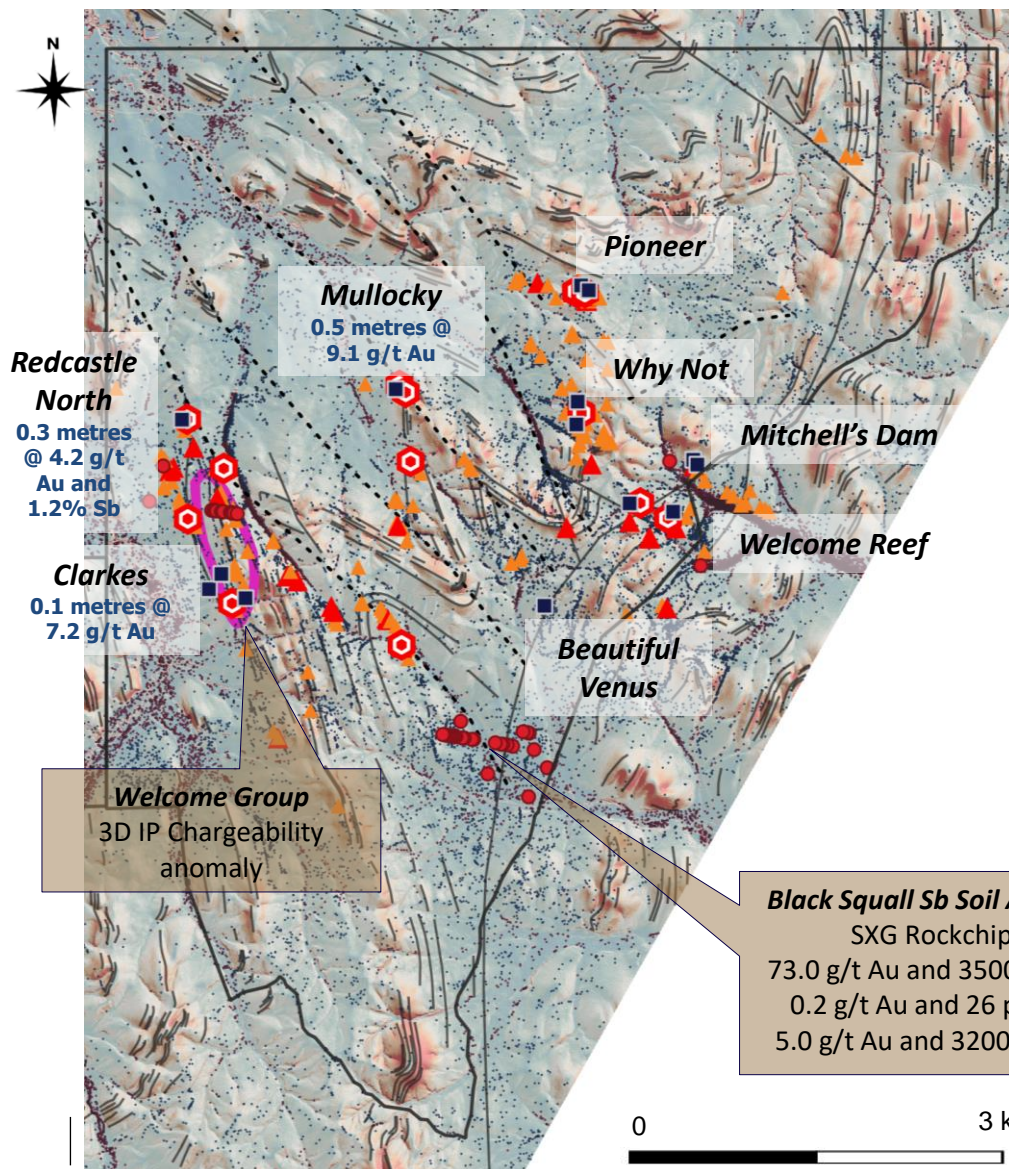 N
Pioneer
Mullocky
0.5 metres @
9.1 g/t Au
Redcastle
North
0.3 metres
@ 4.2 g/t
Au and
1.2% Sb
Why Not
Mitchell's Dam
Welcome Reef
Clarkes
0.1 metres @
7.2 g/t Au
Beautiful
Venus
Welcome Group
3D IP Chargeability
anomaly
Black Squall Sb Soil
SXG Rockchip
73.0 g/t Au and 3500
0.2 g/t Au and 26 p
5.0 g/t Au and 3200
0
3 k